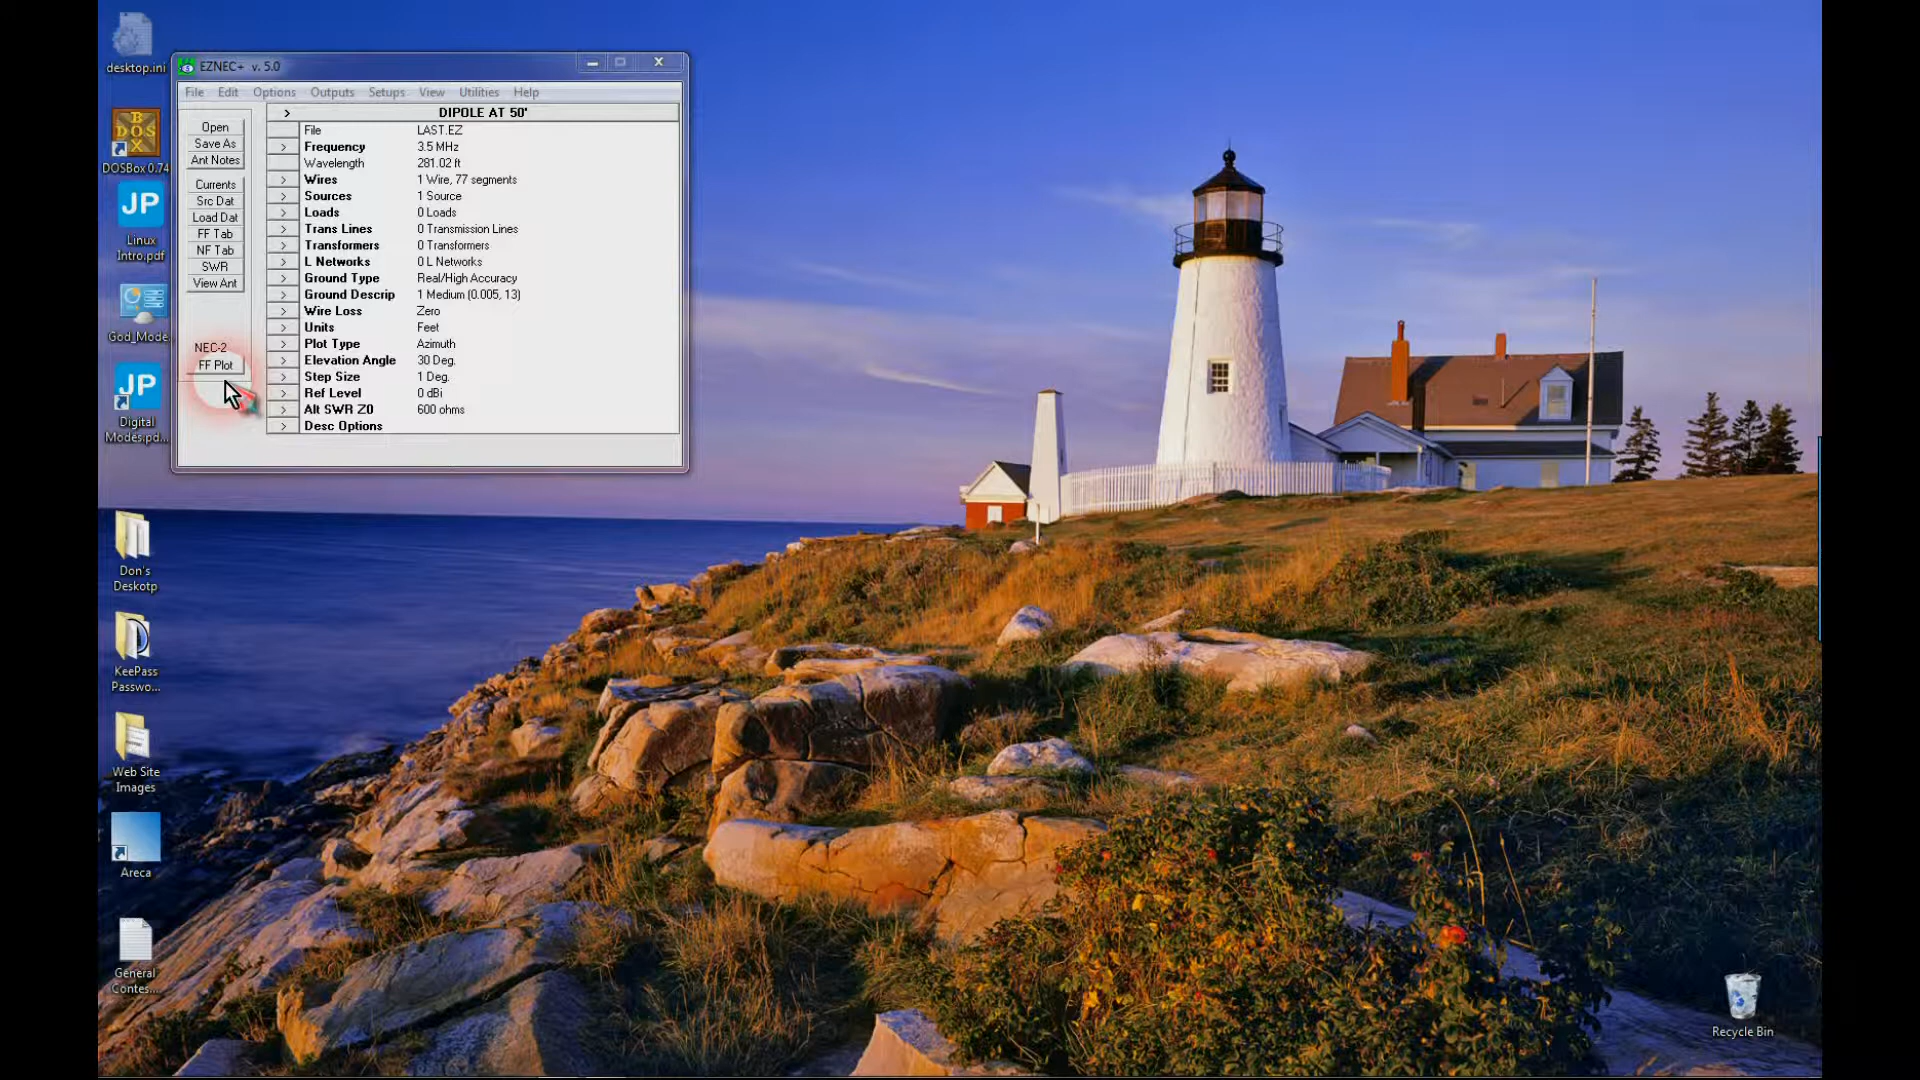 desktop.ini
DOSBox 0.74
JP
Linux
Intro.pdf
God_Mode.
JP
Digital
Modes.pd...
Don's
Deskotp
KeePass
Passwo...
Web Site
Images
Areca
General
Contes....
Recycle Bin
EZNEC+ v. 5.0
File Edit Options Outputs Setups View Utilities Help
Open
Save As
Ant Notes
Currents
Src Dat
Load Dat
FF Tab
NF Tab
SWR
View Ant
NEC-2
FF Plot
> DIPOLE AT 50'
File LAST.EZ
> Frequency 3.5 MHz
Wavelength 281.02 ft
> Wires 1 Wire, 77 segments
> Sources 1 Source
> Loads 0 Loads
> Trans Lines 0 Transmission Lines
> Transformers 0 Transformers
> L Networks 0 L Networks
> Ground Type Real/High Accuracy
> Ground Descrip 1 Medium (0.005, 13)
> Wire Loss Zero
> Units Feet
> Plot Type Azimuth
> Elevation Angle 30 Deg.
> Step Size 1 Deg.
> Ref Level 0 dBi
> Alt SWR Z0 600 ohms
> Desc Options